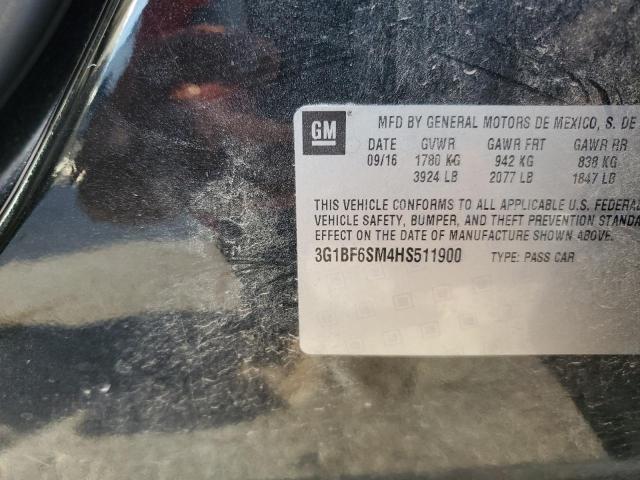 GM
MFD BY GENERAL MOTORS DE MEXICO, S. DE
DATE GVWR GAWR FRT GAWR RR
09/16 1780 KG 942 KG 838 KG
3924 LB 2077 LB 1847 LB
THIS VEHICLE CONFORMS TO ALL APPLICABLE U.S. FEDERAL
VEHICLE SAFETY, BUMPER, AND THEFT PREVENTION STANDA
IN EFFECT ON THE DATE OF MANUFACTURE SHOWN ABOVE.
3G1BF6SM4HS511900 TYPE: PASS CAR